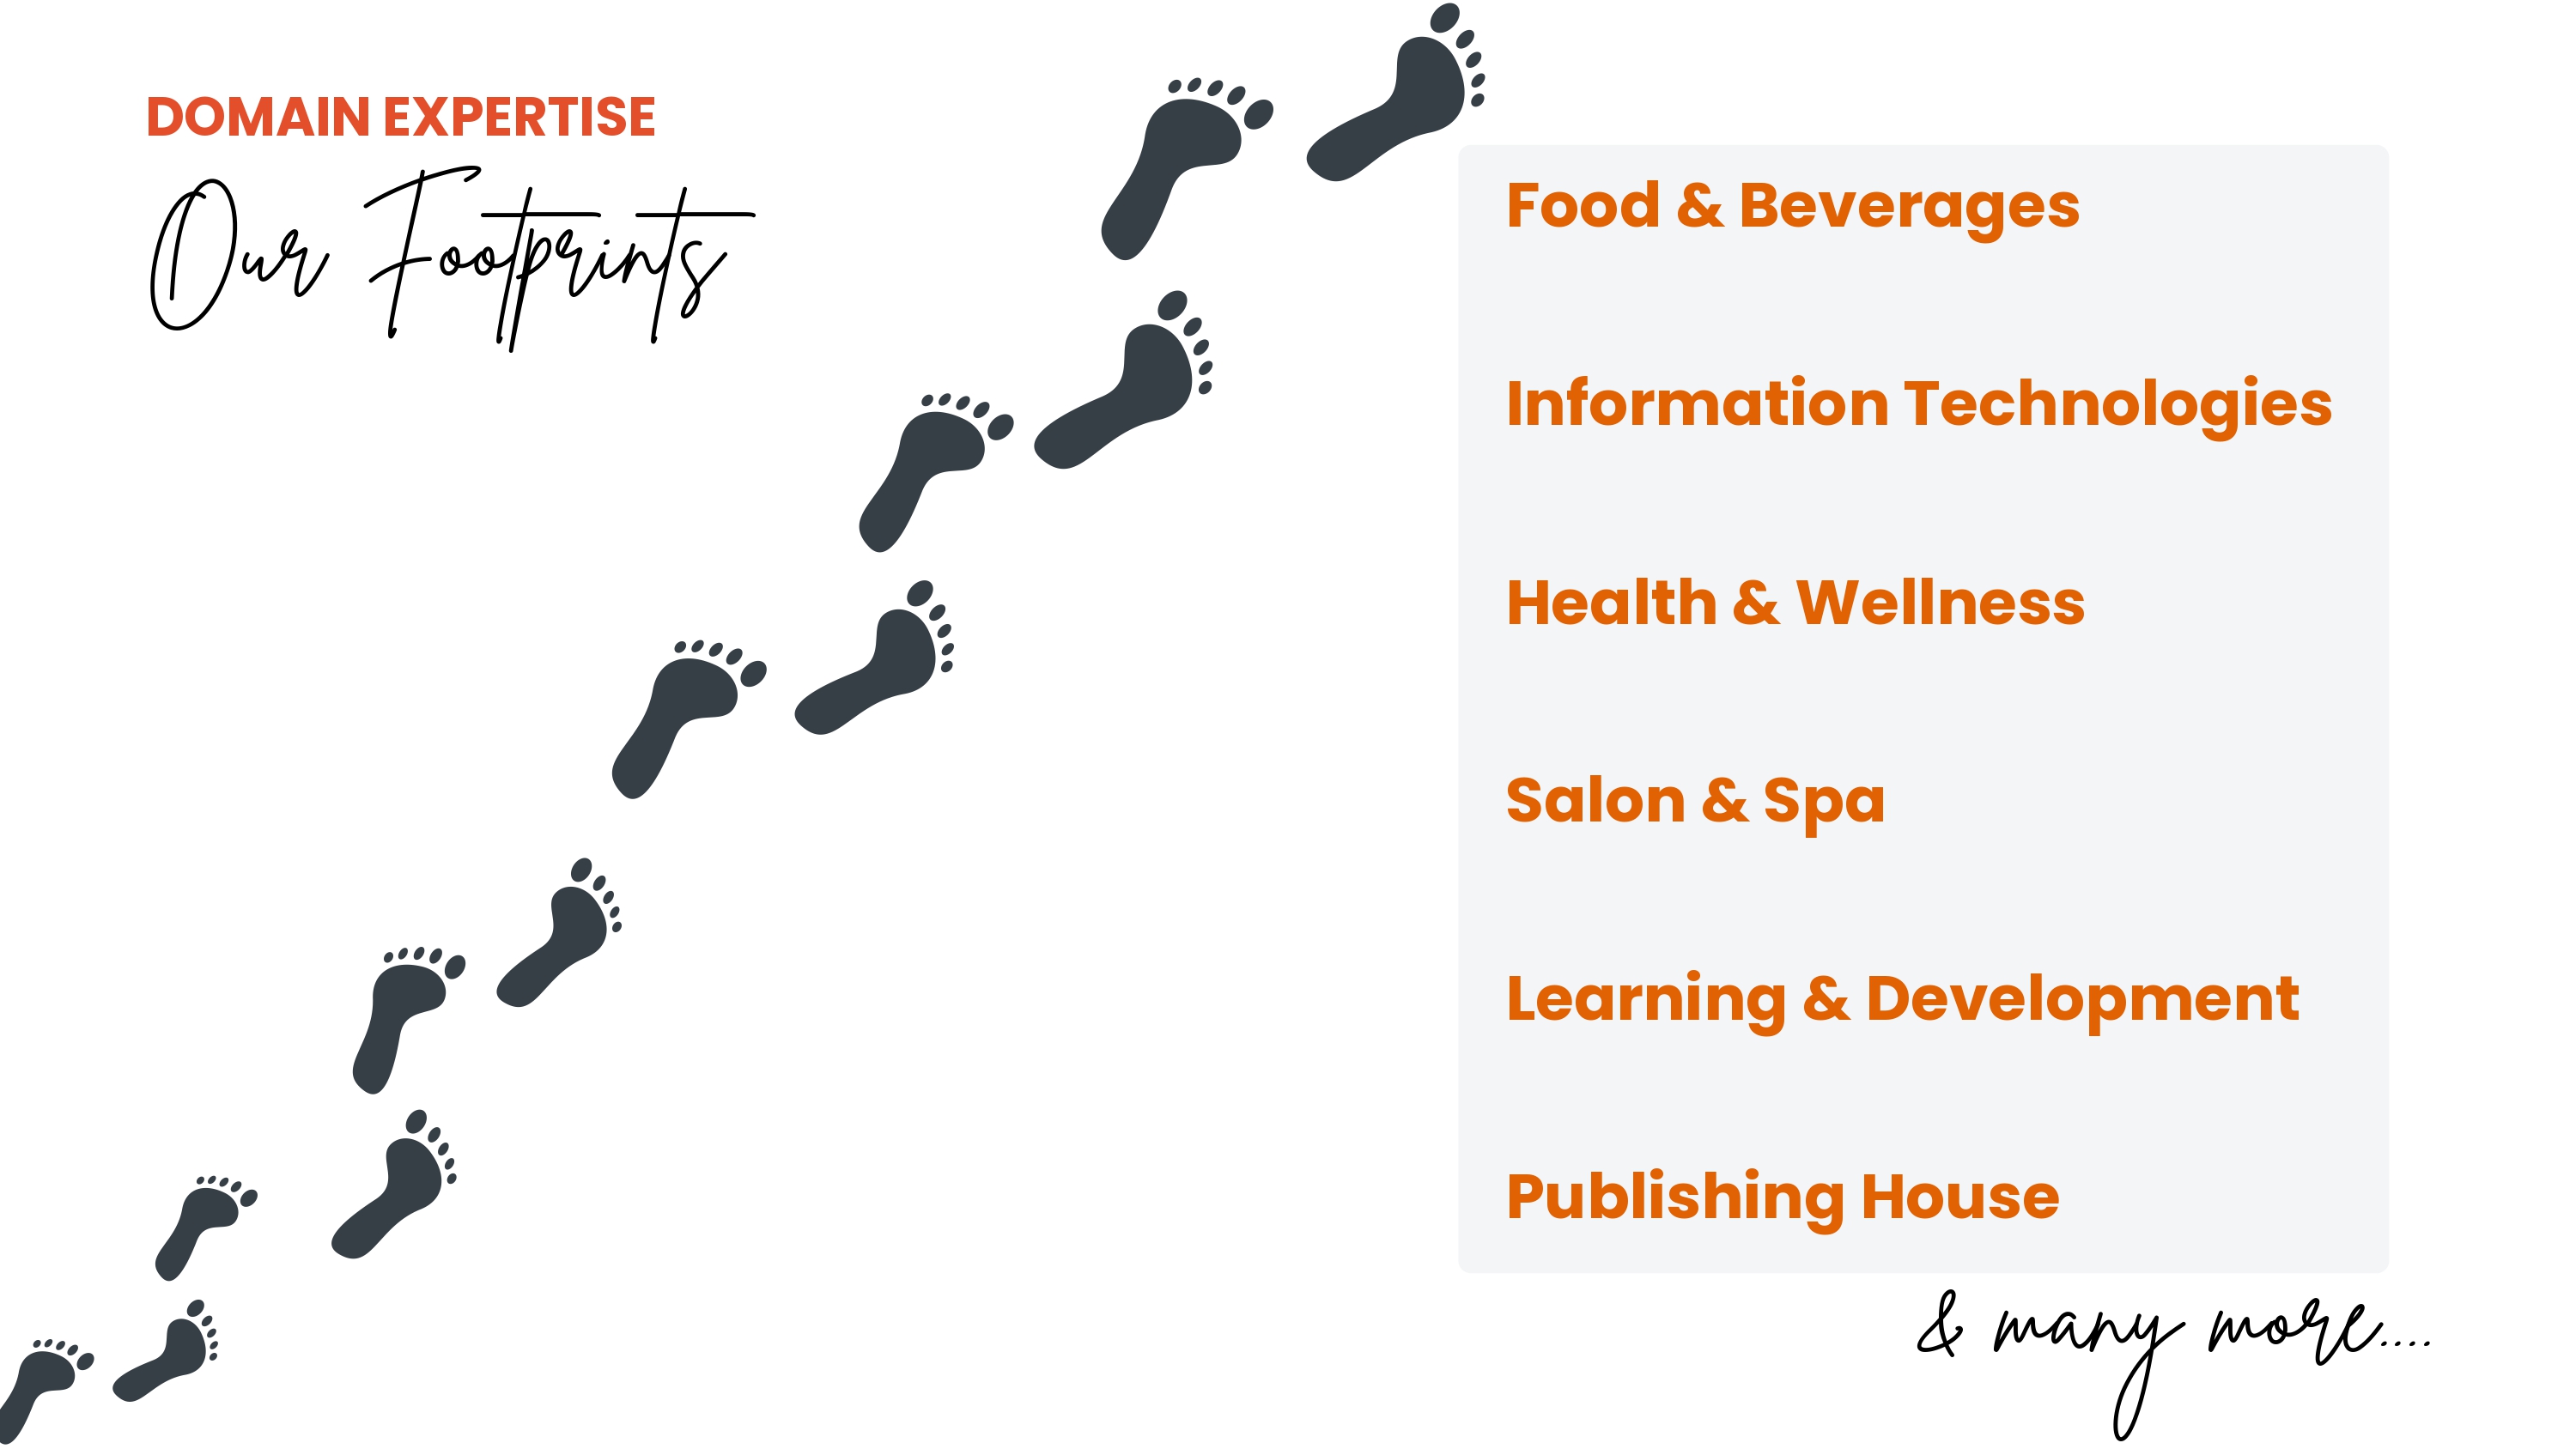 DOMAIN EXPERTISE
Our Footprints
Food & Beverages
Information Technologies
Health & Wellness
Salon & Spa
Learning & Development
Publishing House
& many more....